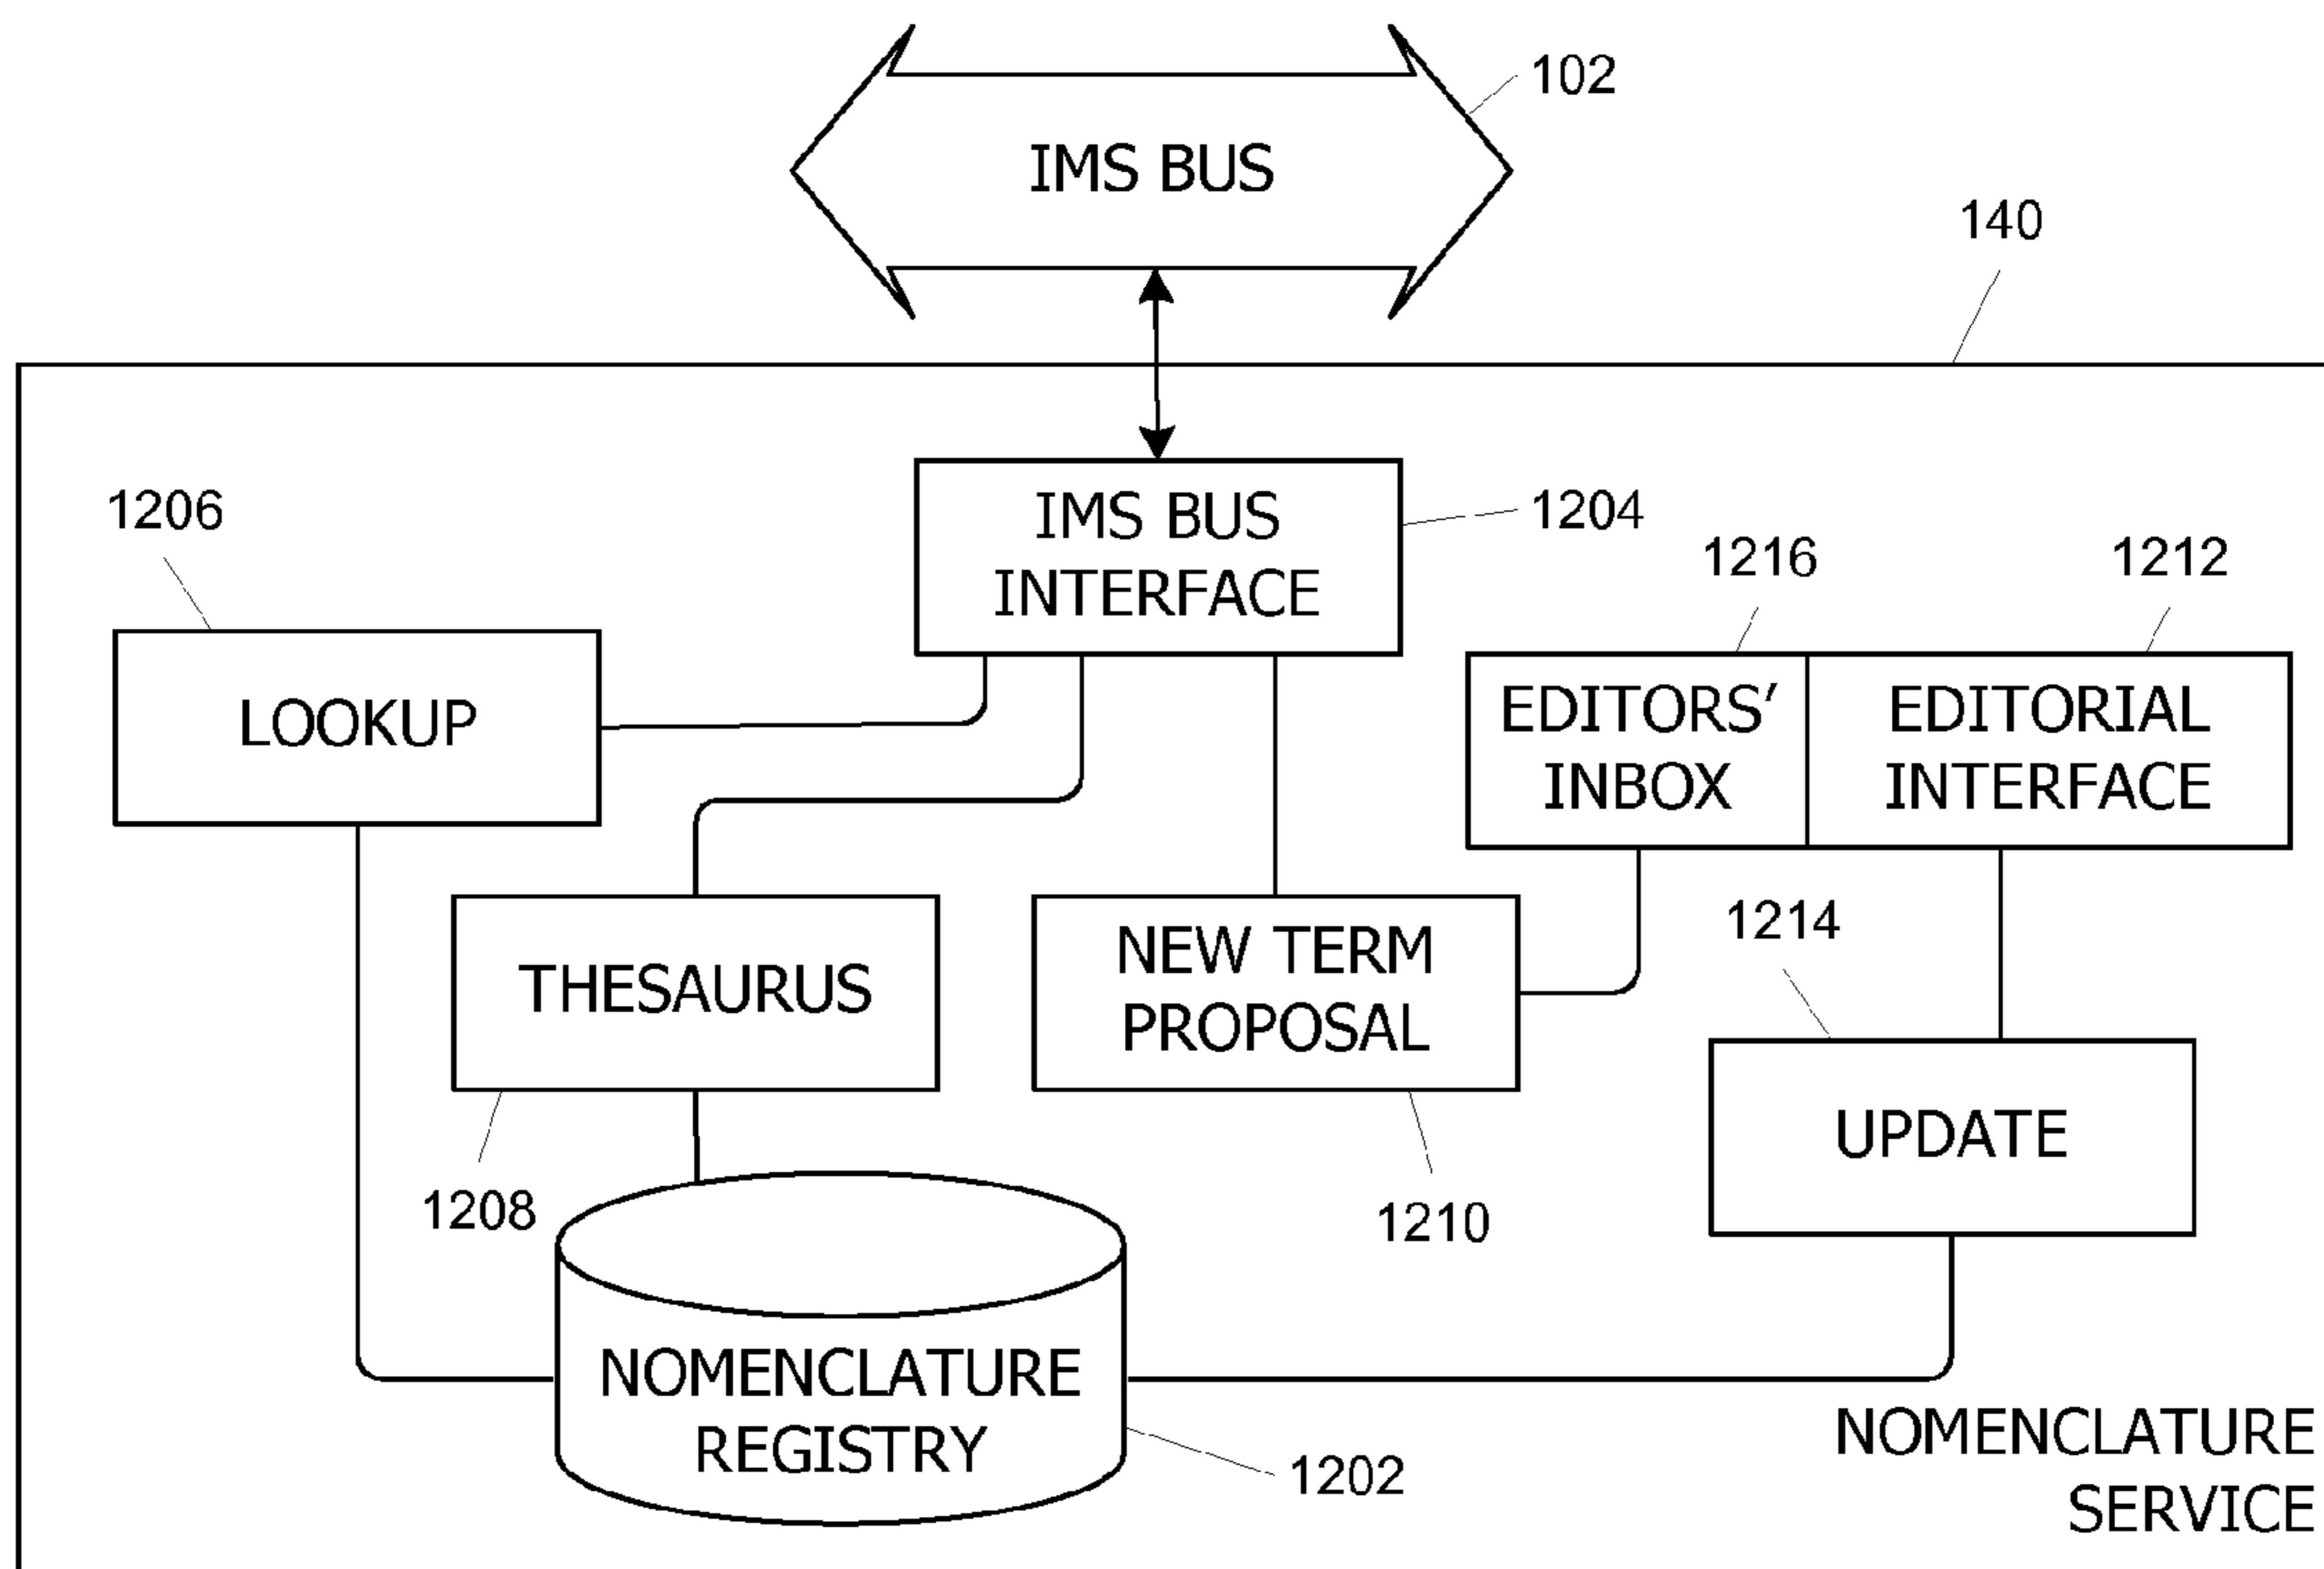 102
IMS BUS
140
1206
IMS BUS
INTERFACE
1204
1216
1212
LOOKUP
EDITORS’
INBOX
EDITORIAL
INTERFACE
1214
THESAURUS
NEW TERM
PROPOSAL
UPDATE
1208
1210
NOMENCLATURE
REGISTRY
1202
NOMENCLATURE
SERVICE